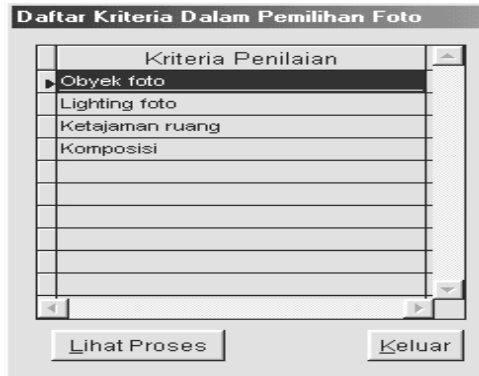 Daftar Kriteria Dalam Pemilihan Foto
Kriteria Penilaian
Obyek foto
Lighting foto
Ketajaman ruang
Komposisi
Lihat Proses
Keluar